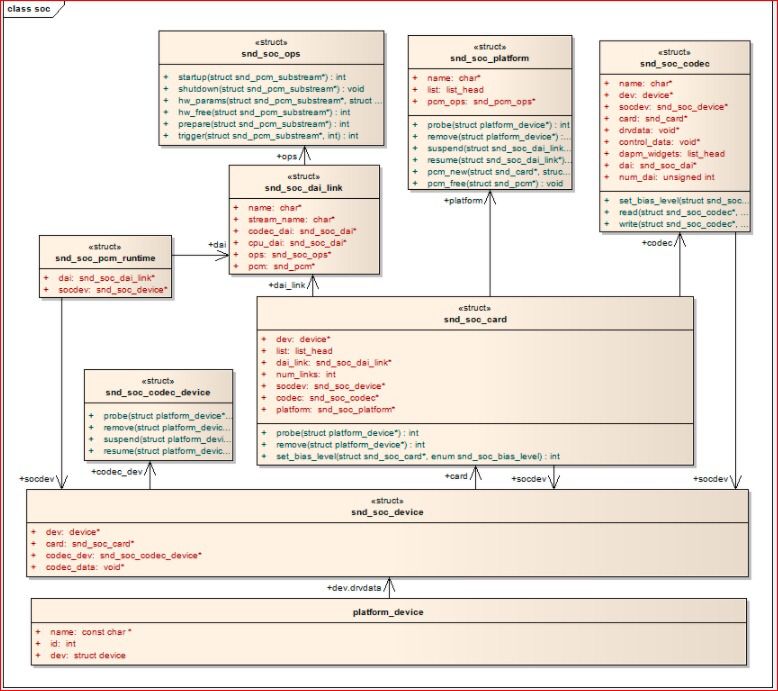 class soc
«struct»
snd_soc_ops
+ startup(struct snd_pcm_substream*) : int
+ shutdown(struct snd_pcm_substream*) : void
+ hw_params(struct snd_pcm_substream*, struct ...
+ hw_free(struct snd_pcm_substream*) : int
+ prepare(struct snd_pcm_substream*) : int
+ trigger(struct snd_pcm_substream*, int) : int
«struct»
snd_soc_platform
+ name: char*
+ list: list_head
+ pcm_ops: snd_pcm_ops*
+ probe(struct platform_device*) : int
+ remove(struct platform_device*) :...
+ suspend(struct snd_soc_dai_link...
+ resume(struct snd_soc_dai_link*)...
+ pcm_new(struct snd_card*, struc...
+ pcm_free(struct snd_pcm*) : void
«struct»
snd_soc_codec
+ name: char*
+ dev: device*
+ socdev: snd_soc_device*
+ card: snd_card*
+ drvdata: void*
+ control_data: void*
+ dapm_widgets: list_head
+ dai: snd_soc_dai*
+ num_dai: unsigned int
+ set_bias_level(struct snd_soc...
+ read(struct snd_soc_codec*, ...
+ write(struct snd_soc_codec*, ...
+ops
«struct»
snd_soc_dai_link
+ name: char*
+ stream_name: char*
+ codec_dai: snd_soc_dai*
+ cpu_dai: snd_soc_dai*
+ ops: snd_soc_ops*
+ pcm: snd_pcm*
+platform
+codec
+dai
«struct»
snd_soc_pcm_runtime
+ dai: snd_soc_dai_link*
+ socdev: snd_soc_device*
+dai_link
«struct»
snd_soc_card
+ dev: device*
+ list: list_head
+ dai_link: snd_soc_dai_link*
+ num_links: int
+ socdev: snd_soc_device*
+ codec: snd_soc_codec*
+ platform: snd_soc_platform*
+ probe(struct platform_device*) : int
+ remove(struct platform_device*) : int
+ set_bias_level(struct snd_soc_card*, enum snd_soc_bias_level) : int
«struct»
snd_soc_codec_device
+ probe(struct platform_device*...
+ remove(struct platform_devic...
+ suspend(struct platform_devi...
+ resume(struct platform_devic...
+socdev
+codec_dev
+card
+socdev
+socdev
«struct»
snd_soc_device
+ dev: device*
+ card: snd_soc_card*
+ codec_dev: snd_soc_codec_device*
+ codec_data: void*
+dev.drvdata
platform_device
+ name: const char *
+ id: int
+ dev: struct device